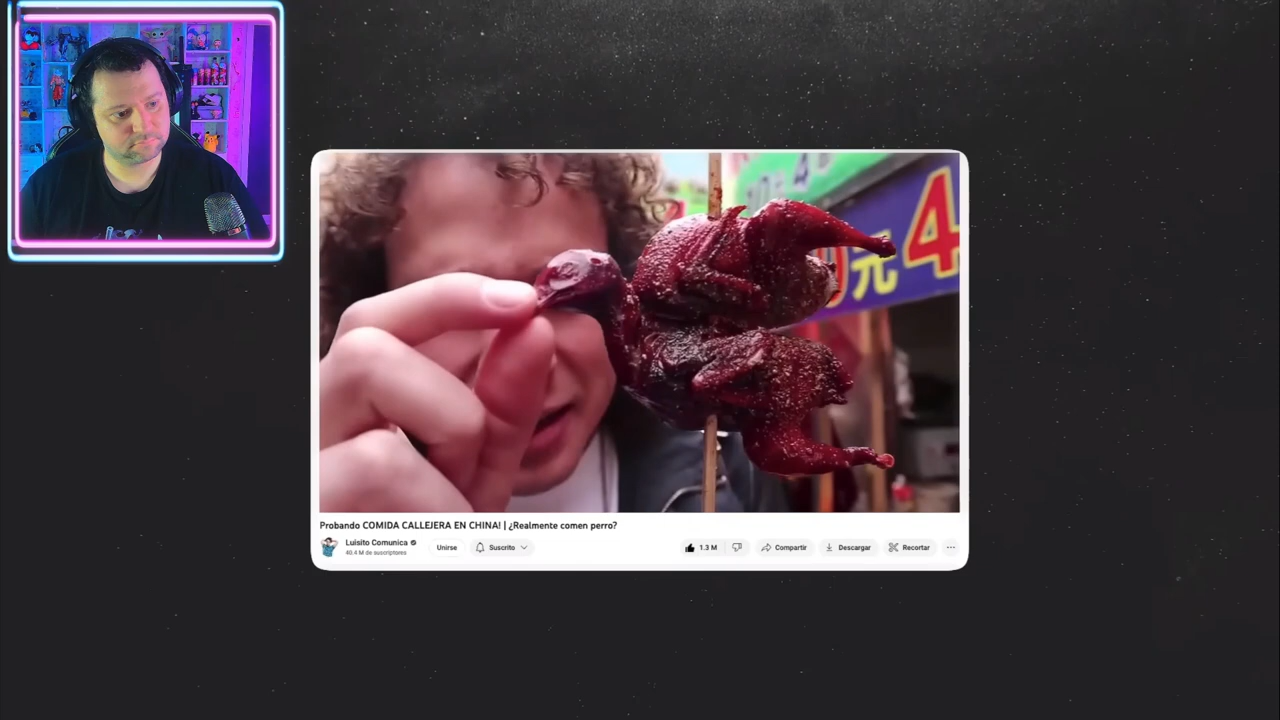 元4
Probando COMIDA CALLEJERA EN CHINA! | ¿Realmente comen perro?
Luisito Comunica
40.4 M de suscriptores
Unirse
Suscrito
1.3 M
Compartir
Descargar
Recortar